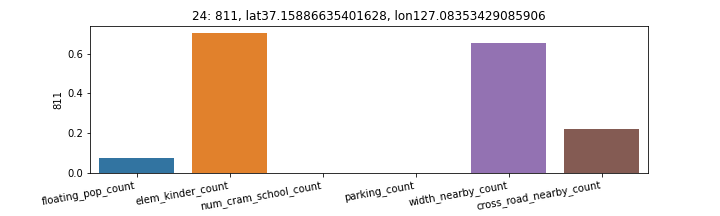 24: 811, lat37.15886635401628, lon127.08353429085906
0.6
0.4
0.2
0.0
811
floating_pop_count
elem_kinder_count
num_cram_school_count
parking_count
width_nearby_count
cross_road_nearby_count